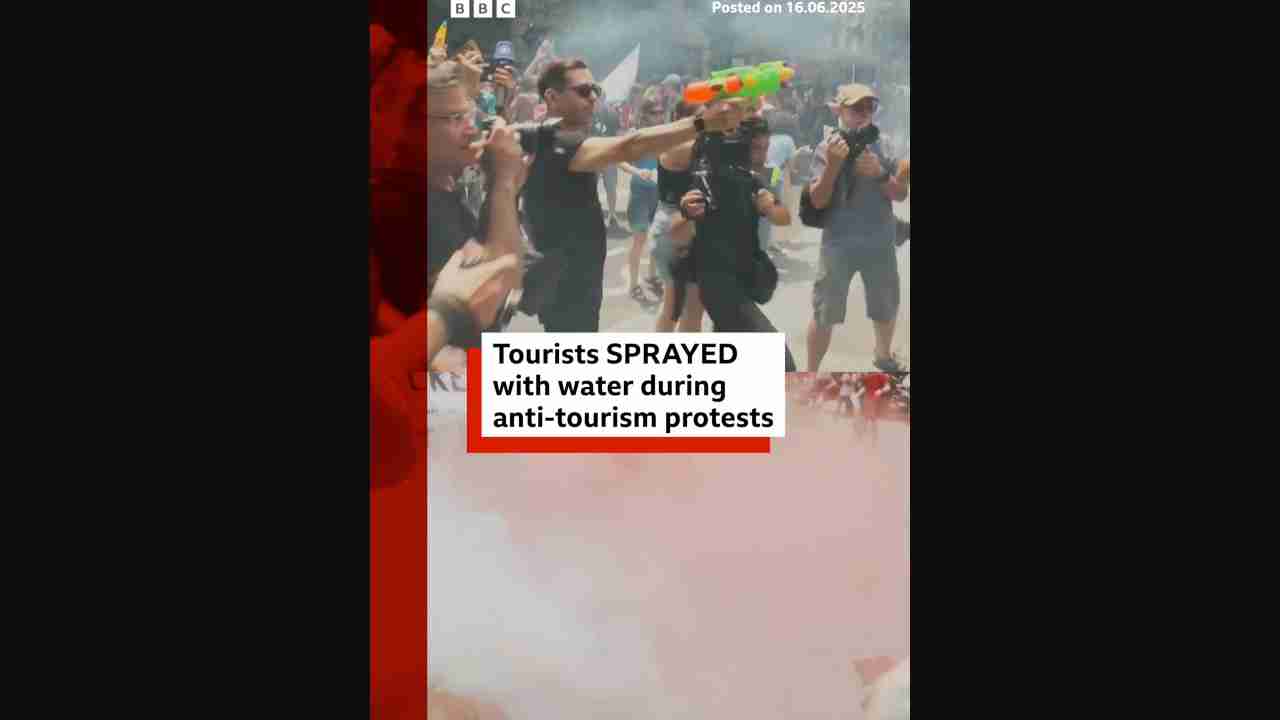 BBC
Posted on 16.06.2025
Tourists SPRAYED
with water during
anti-tourism protests